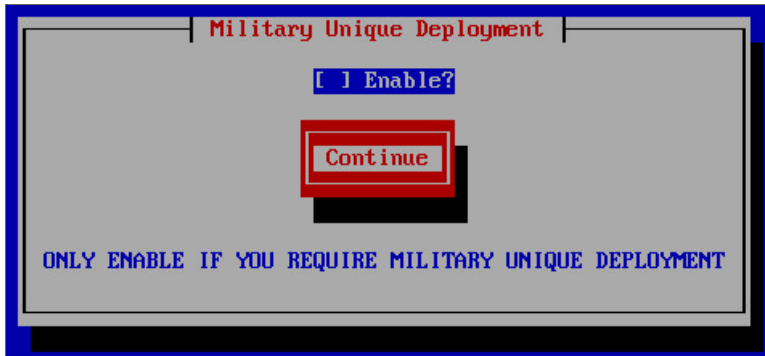 Military Unique Deployment
[ ] Enable?
Continue
ONLY ENABLE IF YOU REQUIRE MILITARY UNIQUE DEPLOYMENT